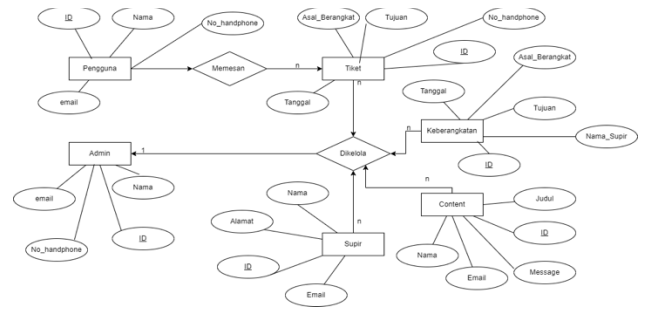 ID
Nama
No_handphone
Pengguna
email
Memesan
n
Asal_Berangkat
Tujuan
No_handphone
ID
Tiket
n
Tanggal
Asal_Berangkat
Tanggal
Tujuan
Keberangkatan
n
Nama_Supir
ID
Admin
1
Dikelola
email
Nama
No_handphone
ID
n
Nama
Alamat
Supir
n
ID
Email
Content
Judul
ID
Message
Nama
Email